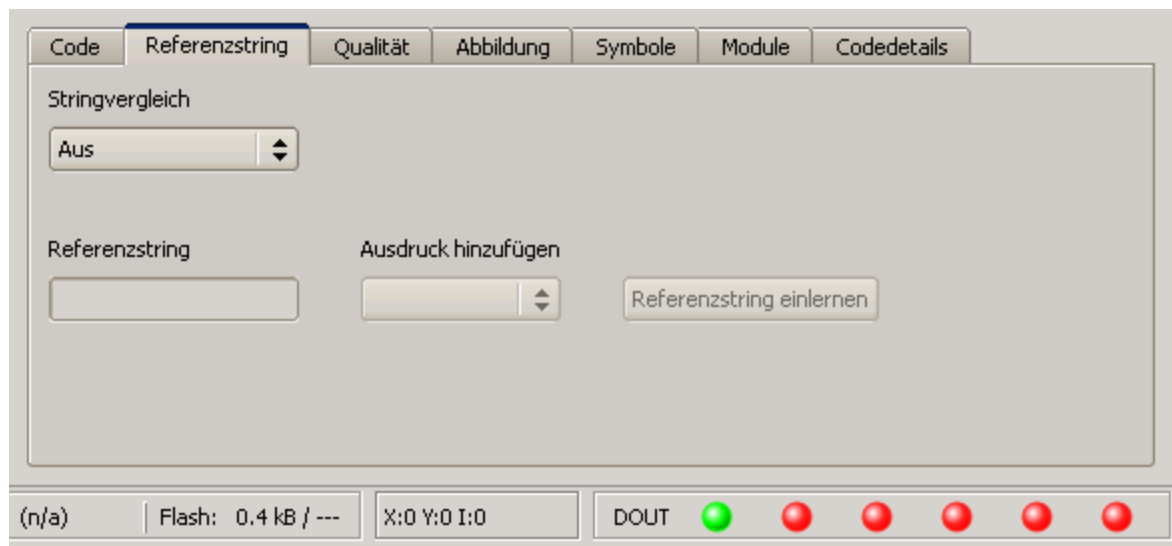 Code Referenzstring Qualität Abbildung Symbole Module Codedetails
Stringvergleich
Aus
Referenzstring Ausdruck hinzufügen
Referenzstring einlernen
(n/a) Flash: 0.4 kB / --- X:0 Y:0 I:0 DOUT